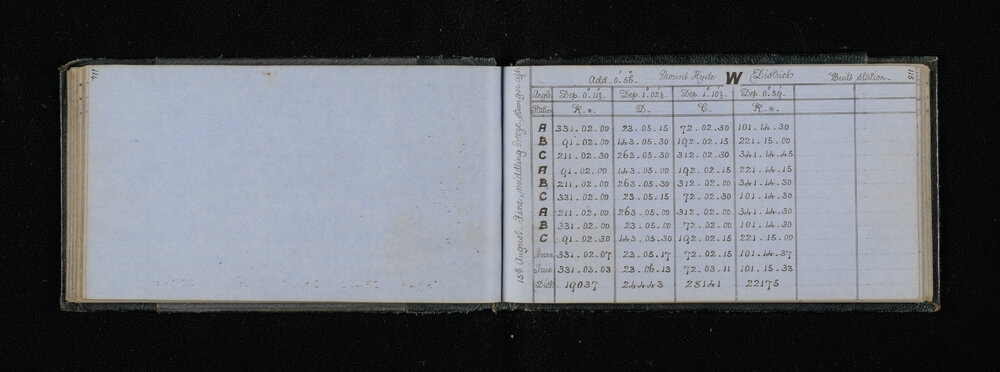 114
115
15th August. Fine, middling
Add. 0'.56" Mount Hyde W (District) Built Station.
Angles Dep. 0°.11½' Dep. 1°.02½' Dep. 1°.10½' Dep. 0°.59'
Station R.n. D. C. R.n.
A 331.02.00 23.05.15 72.02.30 101.14.30
B 91.02.00 143.05.30 192.02.15 221.15.00
C 211.02.30 263.05.30 312.02.30 341.14.45
A 91.02.00 143.05.00 192.02.15 221.14.15
B 211.02.00 263.05.30 312.02.00 341.14.30
C 331.02.00 23.05.15 72.02.30 101.14.30
A 211.02.00 263.05.00 312.02.00 341.14.30
B 331.02.00 23.05.00 72.02.00 101.14.30
C 91.02.30 143.05.30 192.02.15 221.15.00
Mean 331.02.07 23.05.17 72.02.15 101.14.37
True 331.03.03 23.06.13 72.03.11 101.15.33
Dist. 19037 24443 28141 22175